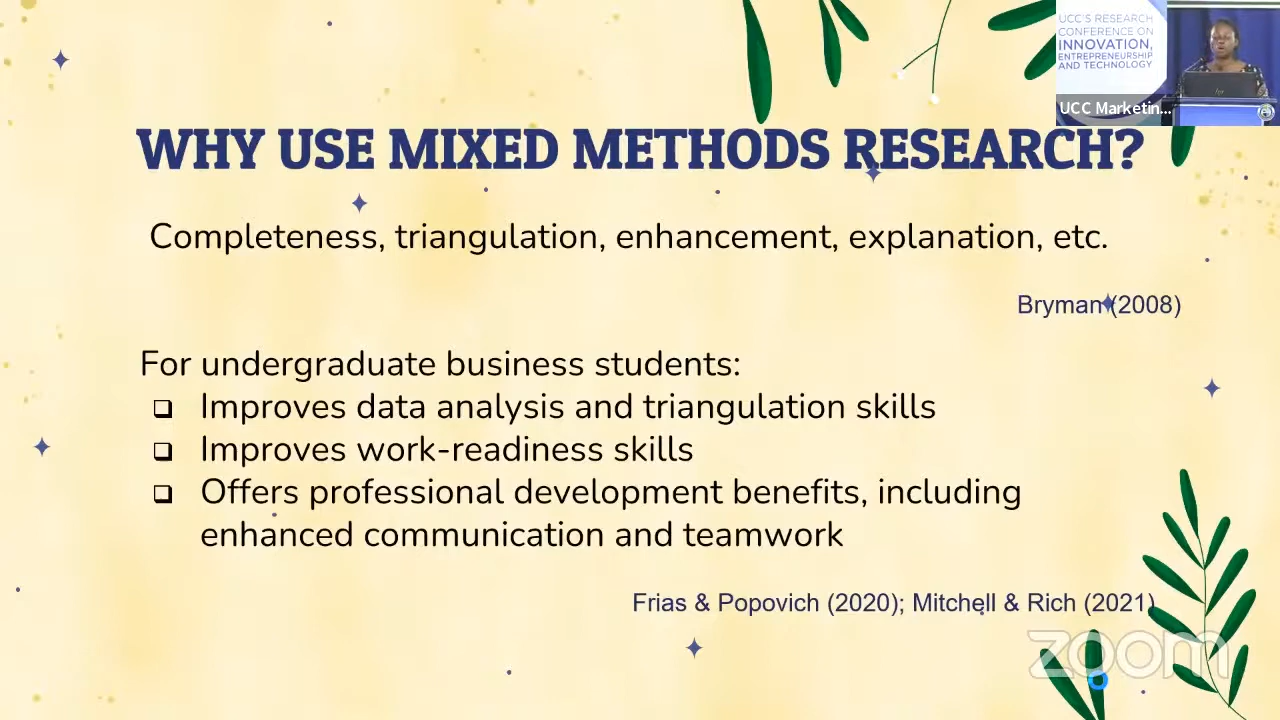 UCC'S RESEARCH
CONFERENCE ON
INNOVATION,
ENTREPRENEURSHIP
AND TECHNOLOGY
UCC Marketin...
WHY USE MIXED METHODS RESEARCH?
Completeness, triangulation, enhancement, explanation, etc.
Bryman (2008)
For undergraduate business students:
❑ Improves data analysis and triangulation skills
❑ Improves work-readiness skills
❑ Offers professional development benefits, including
enhanced communication and teamwork
Frias & Popovich (2020); Mitchell & Rich (2021)
zoom